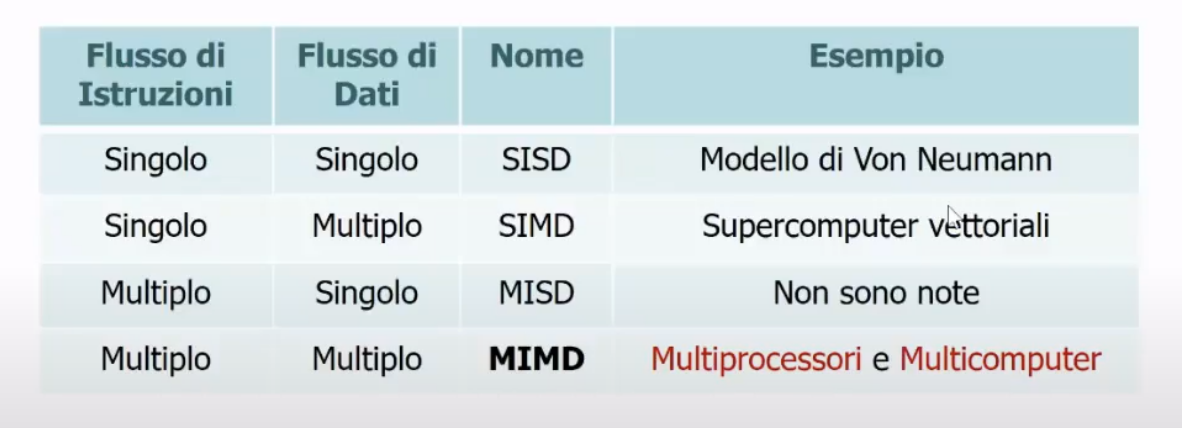 Flusso di Istruzioni Flusso di Dati Nome Esempio
Singolo Singolo SISD Modello di Von Neumann
Singolo Multiplo SIMD Supercomputer vettoriali
Multiplo Singolo MISD Non sono note
Multiplo Multiplo MIMD Multiprocessori e Multicomputer